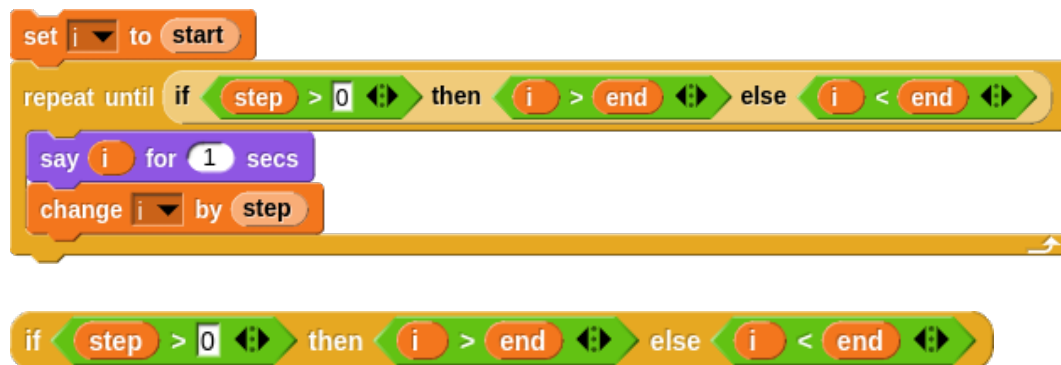 set i to start
repeat until if step > 0 then i > end else i < end
say i for 1 secs
change i by step
if step > 0 then i > end else i < end